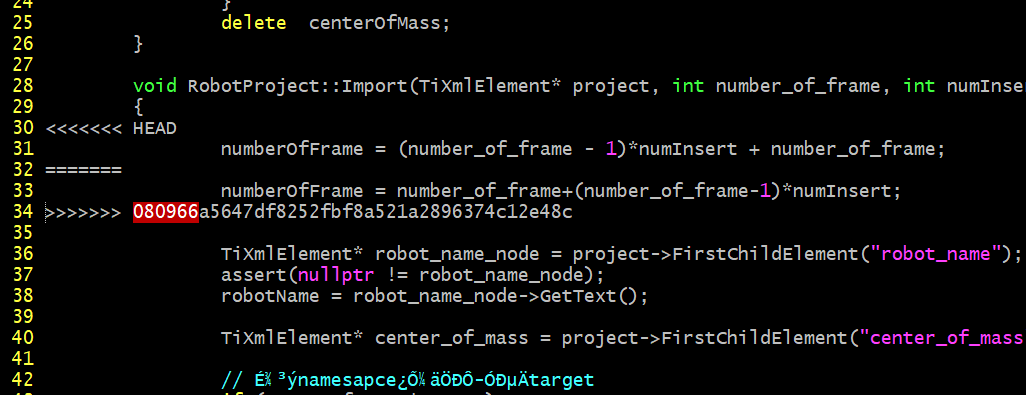 24 }
25 delete centerOfMass;
26 }
27
28 void RobotProject::Import(TiXmlElement* project, int number_of_frame, int numInser
29 {
30 <<<<<<< HEAD
31 numberOfFrame = (number_of_frame - 1)*numInsert + number_of_frame;
32 =======
33 numberOfFrame = number_of_frame+(number_of_frame-1)*numInsert;
34 >>>>>>> 080966a5647df8252fbf8a521a2896374c12e48c
35
36 TiXmlElement* robot_name_node = project->FirstChildElement("robot_name");
37 assert(nullptr != robot_name_node);
38 robotName = robot_name_node->GetText();
39
40 TiXmlElement* center_of_mass = project->FirstChildElement("center_of_mass
41
42 // É¾³ýnamesapce¿Õ¼äÖÐÔ-ÓÐµÄtarget